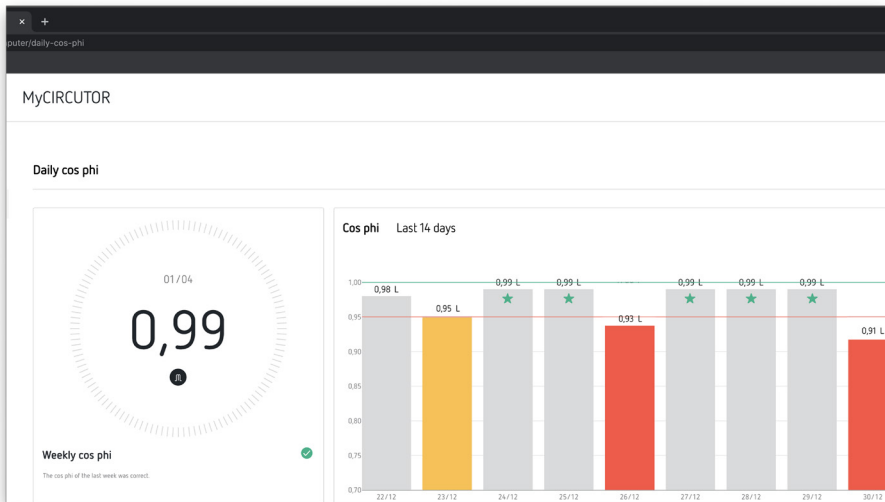 × +
puter/daily-cos-phi
MyCIRCUTOR
Daily cos phi
01/04
0,99
Weekly cos phi
The cos phi of the last week was correct.
Cos phi Last 14 days
1,00
0,95
0,90
0,85
0,80
0,75
0,70
0,98 L
0,95 L
0,99 L
0,99 L
0,93 L
0,99 L
0,99 L
0,99 L
0,91 L
22/12 23/12 24/12 25/12 26/12 27/12 28/12 29/12 30/12